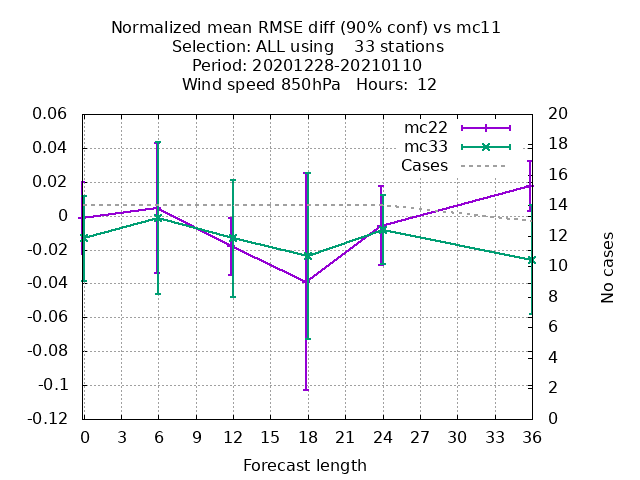 Normalized mean RMSE diff (90% conf) vs mc11
Selection: ALL using    33 stations
Period: 20201228-20210110
Wind speed 850hPa   Hours:  12
0.06
0.04
0.02
0
-0.02
-0.04
-0.06
-0.08
-0.1
-0.12
mc22
mc33
Cases
20
18
16
14
12
10
8
6
4
2
0
No cases
0 3 6 9 12 15 18 21 24 27 30 33 36
Forecast length